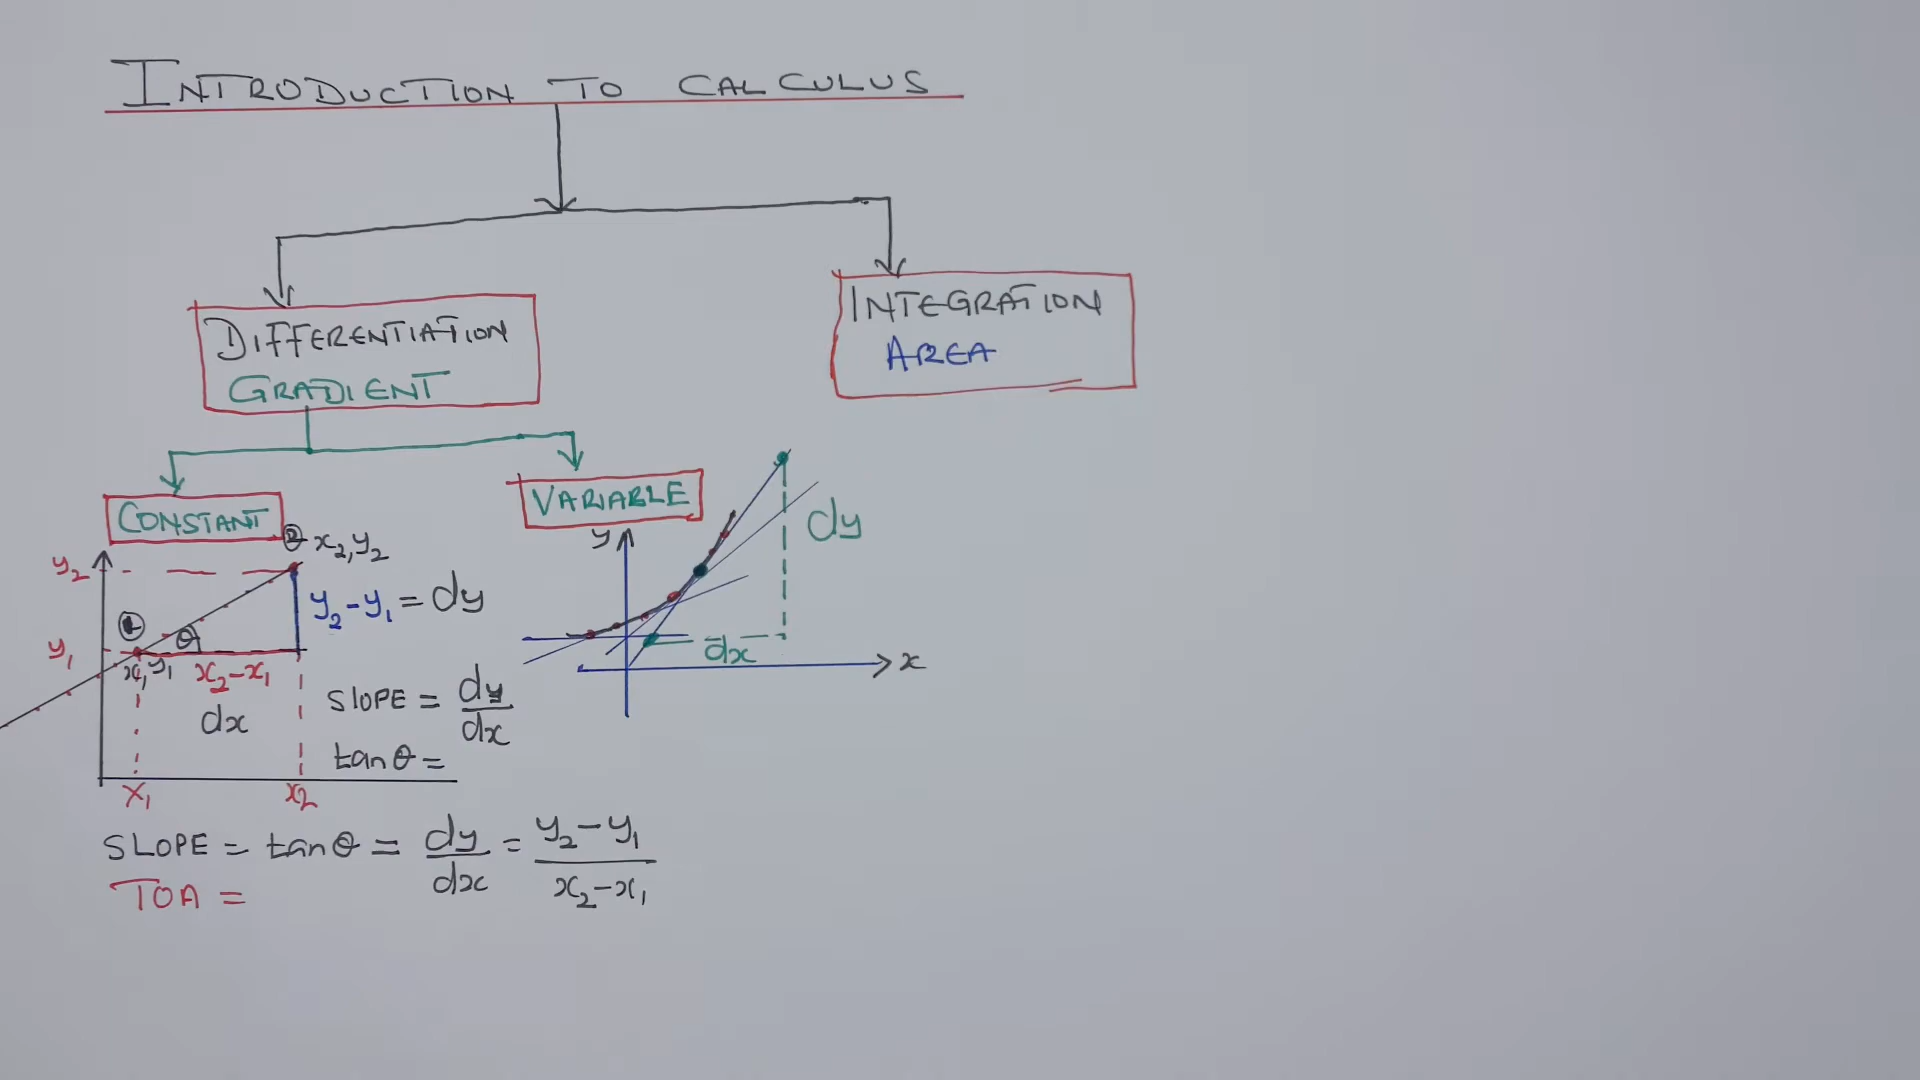 INTRODUCTION TO CALCULUS
DIFFERENTIATION
GRADIENT
INTEGRATION
AREA
CONSTANT
VARIABLE
② x₂,y₂
y₂
y₂-y₁ = dy
①
θ
y₁
x₁,y₁
x₂-x₁
dx
x₁
x₂
SLOPE = dy/dx
tanθ =
y
dy
dx
x
SLOPE = tanθ = dy/dx = y₂-y₁/x₂-x₁
TOA =